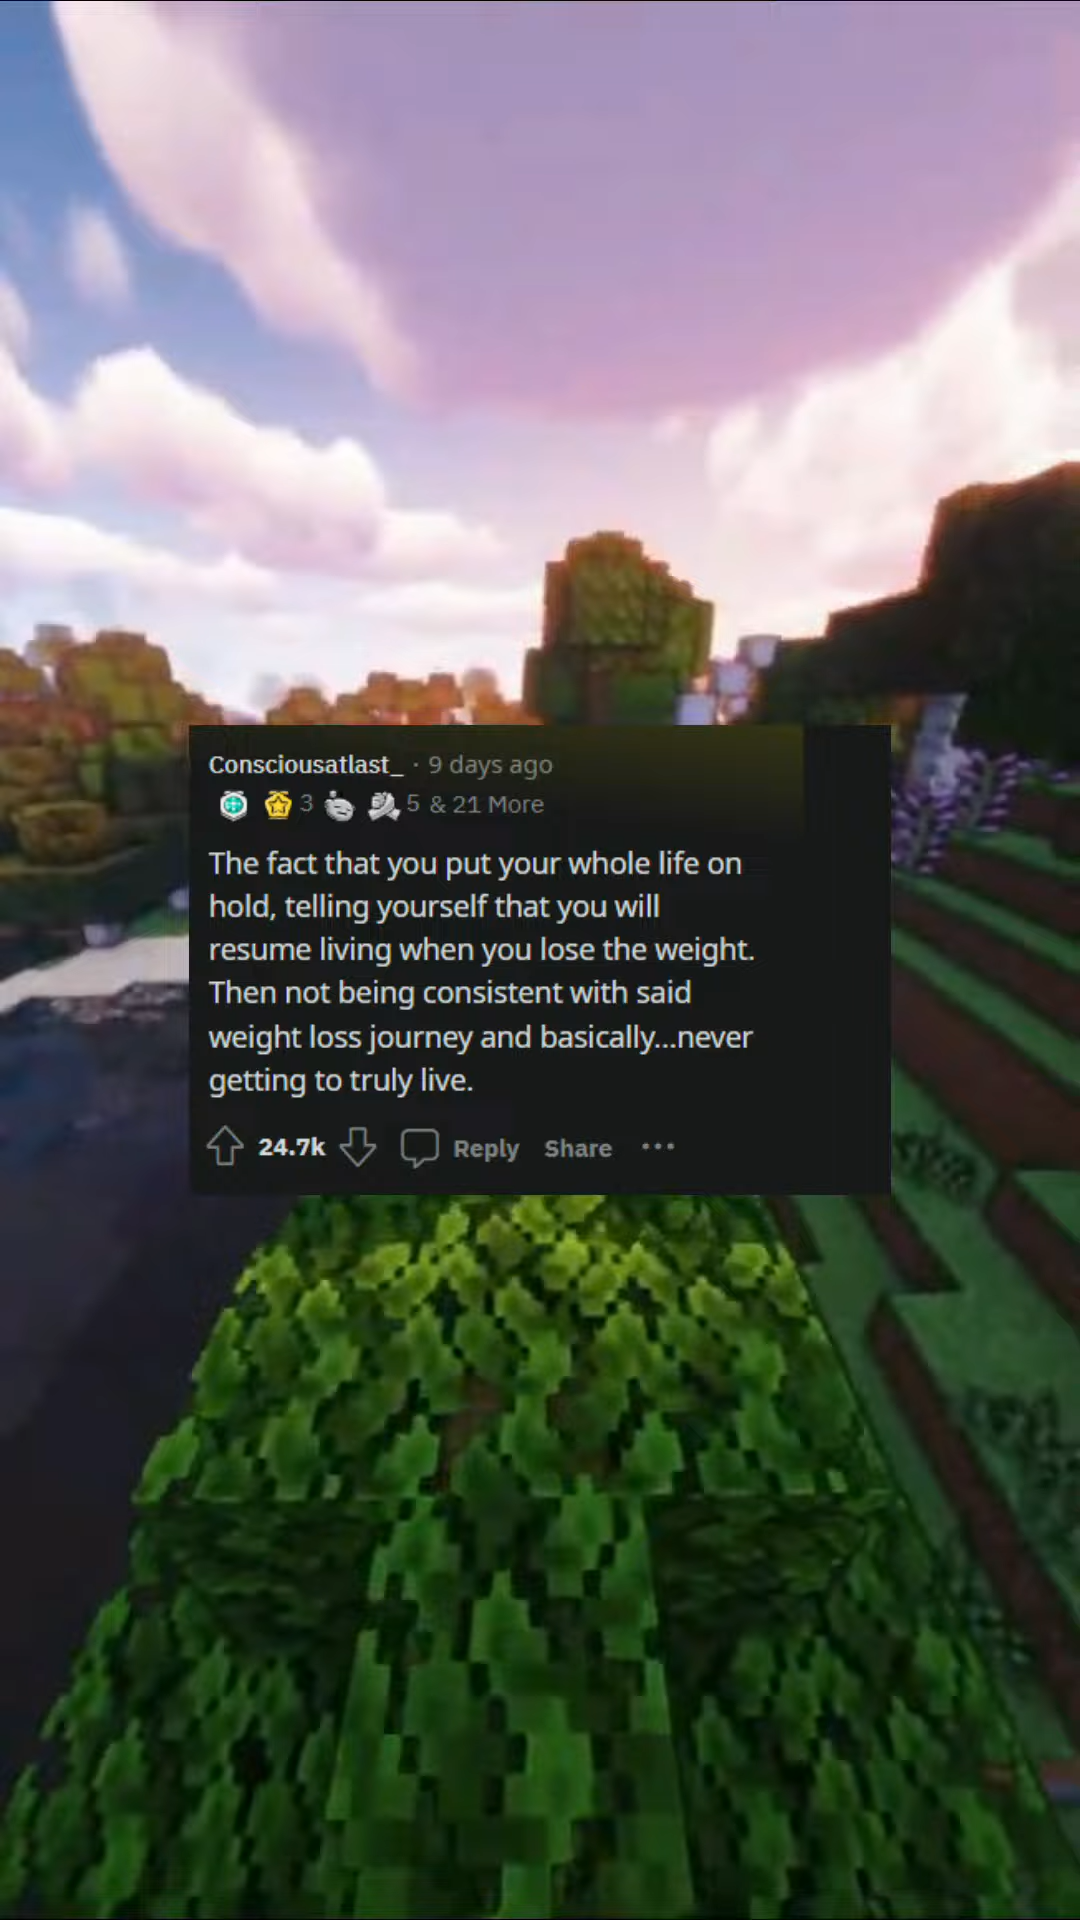 Consciousatlast_ · 9 days ago
3 5 & 21 More
The fact that you put your whole life on
hold, telling yourself that you will
resume living when you lose the weight.
Then not being consistent with said
weight loss journey and basically...never
getting to truly live.
24.7k Reply Share ...